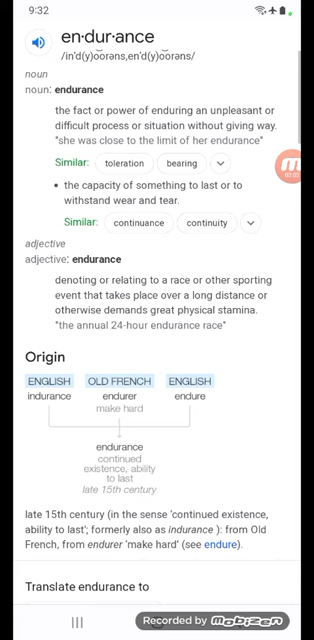 9:32
en·dur·ance
/in'd(y)o͝orəns,en'd(y)o͝orəns/
noun
noun: endurance
the fact or power of enduring an unpleasant or
difficult process or situation without giving way.
"she was close to the limit of her endurance"
Similar: toleration bearing
• the capacity of something to last or to
withstand wear and tear.
Similar: continuance continuity
adjective
adjective: endurance
denoting or relating to a race or other sporting
event that takes place over a long distance or
otherwise demands great physical stamina.
"the annual 24-hour endurance race"
Origin
ENGLISH OLD FRENCH ENGLISH
indurance endurer endure
make hard
endurance
continued
existence, ability
to last
late 15th century
late 15th century (in the sense 'continued existence,
ability to last'; formerly also as indurance ): from Old
French, from endurer 'make hard' (see endure).
Translate endurance to
Recorded by mobizen